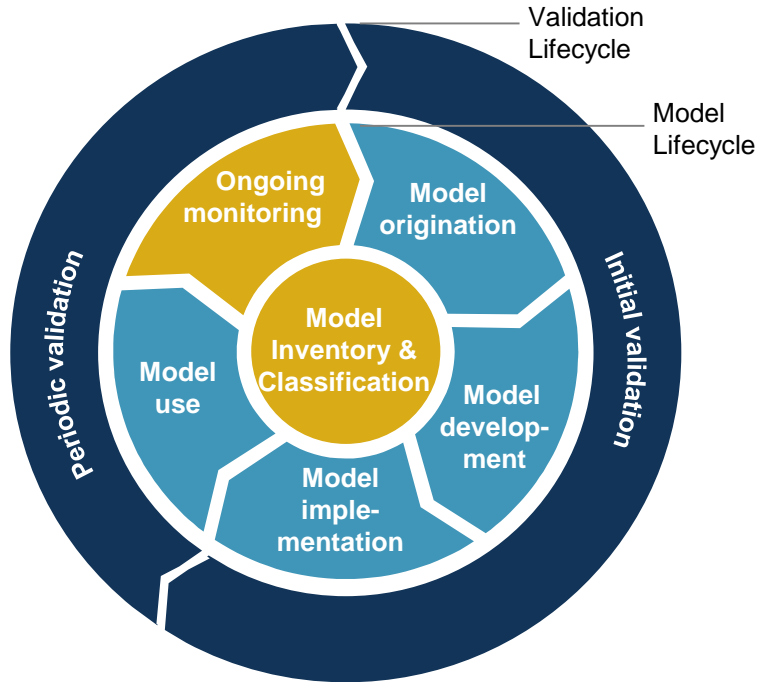 Validation
Lifecycle
Model
Lifecycle
Ongoing
monitoring
Model
origination
Periodic validation
Initial validation
Model
Inventory &
Classification
Model
use
Model
develop-
ment
Model
imple-
mentation